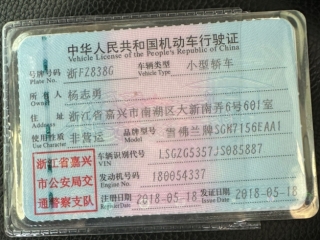 中华人民共和国机动车行驶证
Vehicle License of the People's Republic of China
号牌号码 浙FZ838G 车辆类型 小型轿车
Plate No. Vehicle Type
所有人 杨志勇
Owner
住址 浙江省嘉兴市南湖区大新南弄6号601室
Address
使用性质 非营运 品牌型号 雪佛兰牌SGM7156EAA1
Use Character Model
浙江省嘉兴 车辆识别代号 LSGZG5357JS085887
VIN
市公安局交 发动机号码 180054337
Engine No.
通警察支队 注册日期 2018-05-18 发证日期 2018-05-18
Register Date Issue Date